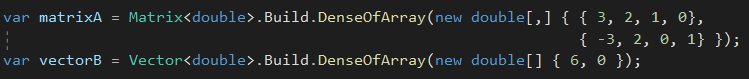 var matrixA = Matrix<double>.Build.DenseOfArray(new double[,] { { 3, 2, 1, 0},
{ -3, 2, 0, 1} });
var vectorB = Vector<double>.Build.DenseOfArray(new double[] { 6, 0 });